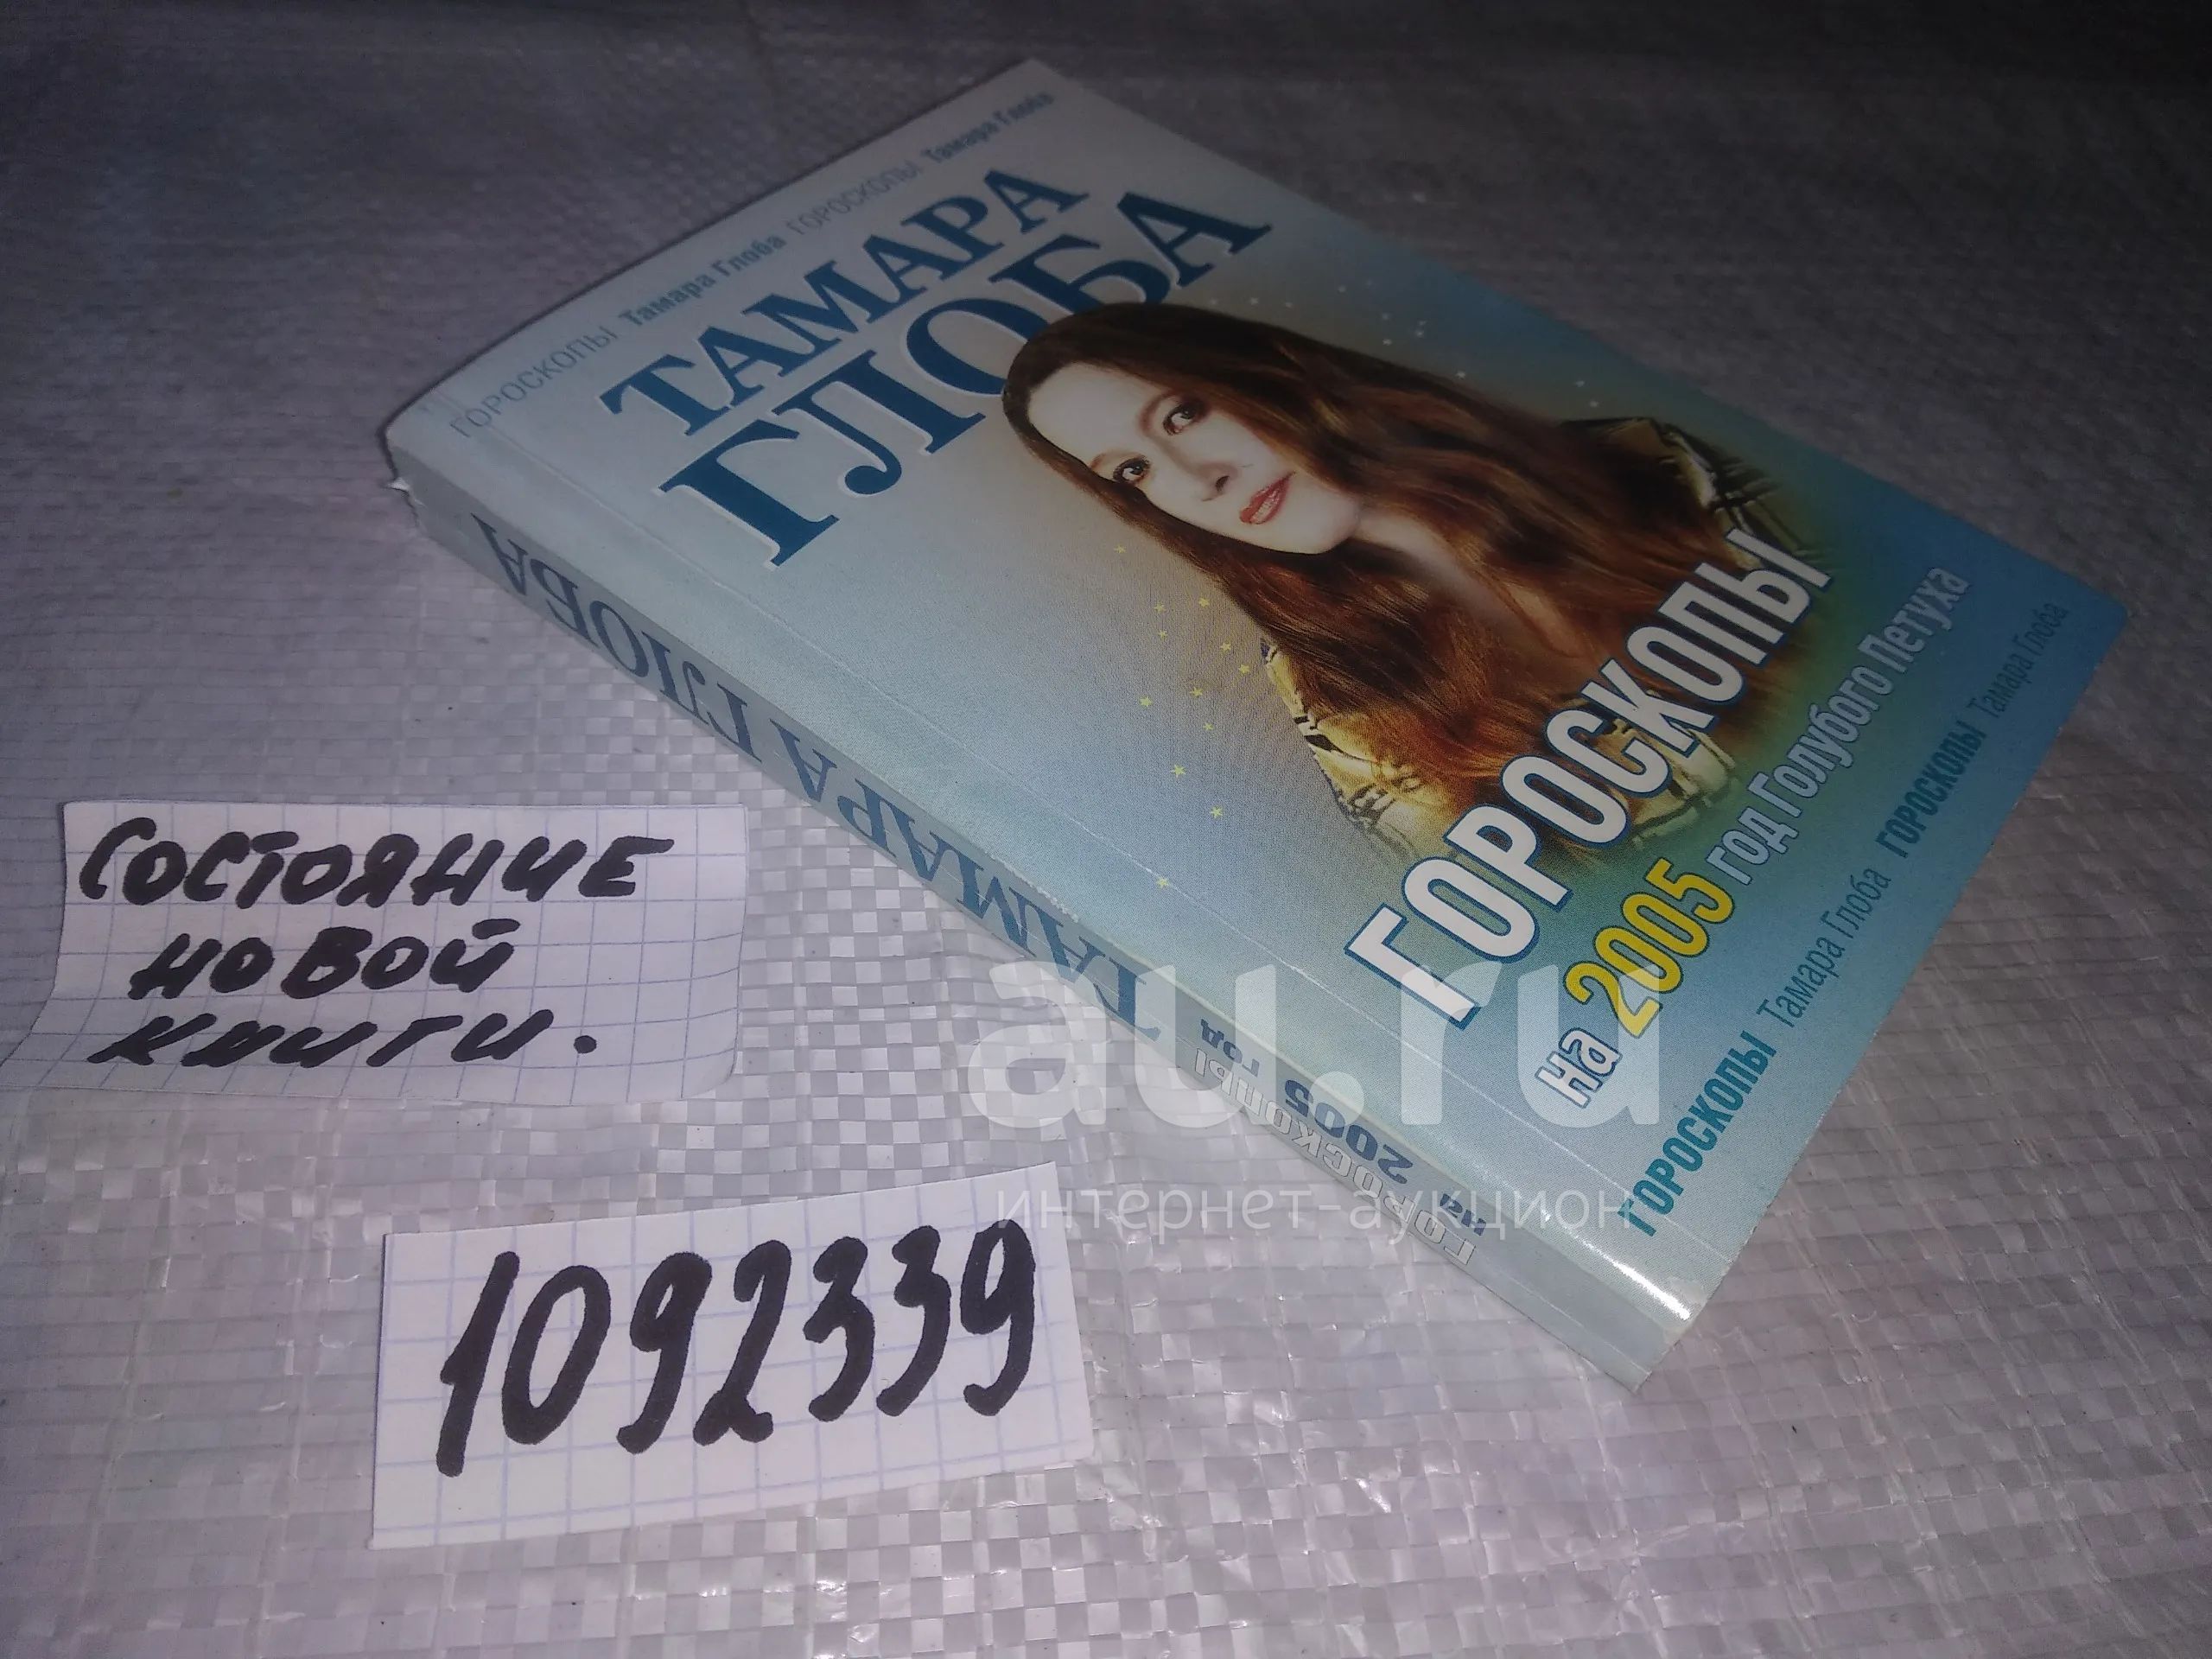 ГОРОСКОПЫ Тамара Глоба ГОРОСКОПЫ Тамара Глоба
ТАМАРА
ГЛОБА
ГОРОСКОПЫ
на 2005 год Голубого Петуха
ГОРОСКОПЫ Тамара Глоба ГОРОСКОПЫ Тамара Глоба
ТАМАРА ГЛОБА
ГОРОСКОПЫ
на 2005 год
СОСТОЯНИЕ
НОВОЙ
КНИГИ.
1092339
au.ru
интернет-аукцион